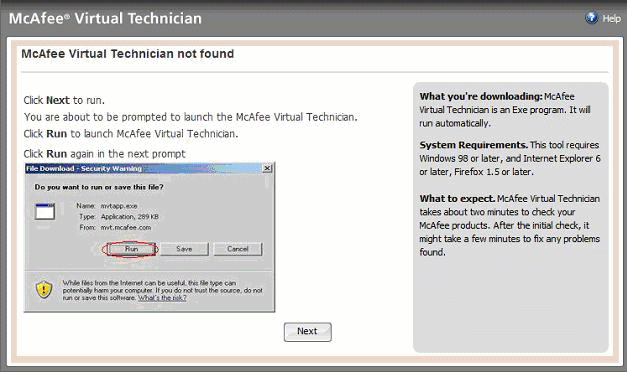 McAfee® Virtual Technician
Help
McAfee Virtual Technician not found
Click Next to run.
You are about to be prompted to launch the McAfee Virtual Technician.
Click Run to launch McAfee Virtual Technician.
Click Run again in the next prompt
File Download - Security Warning
Do you want to run or save this file?
Name: mvtapp.exe
Type: Application, 289 KB
From: mvt.mcafee.com
Run Save Cancel
While files from the Internet can be useful, this file type can
potentially harm your computer. If you do not trust the source, do not
run or save this software. What's the risk?
Next
What you're downloading: McAfee
Virtual Technician is an Exe program. It will
run automatically.
System Requirements. This tool requires
Windows 98 or later, and Internet Explorer 6
or later, Firefox 1.5 or later.
What to expect. McAfee Virtual Technician
takes about two minutes to check your
McAfee products. After the initial check, it
might take a few minutes to fix any problems
found.